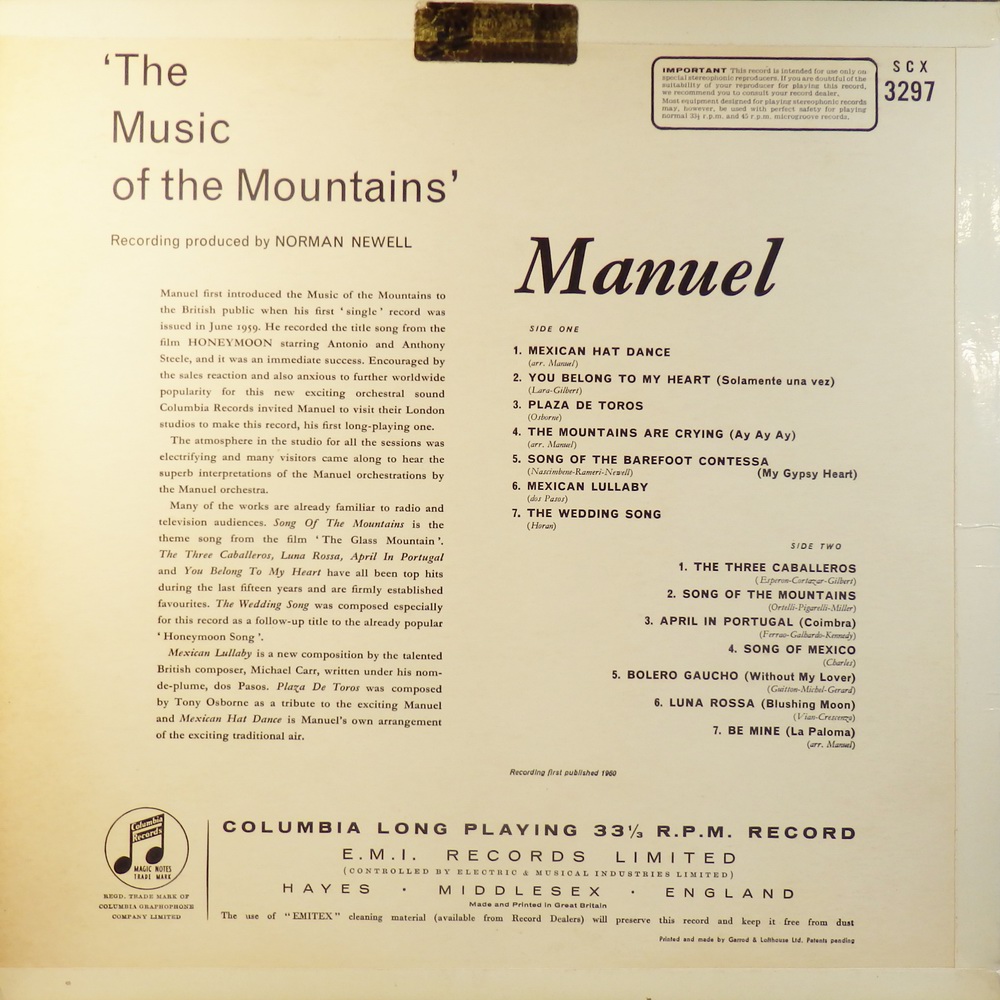 ‘The
Music
of the Mountains’
Recording produced by NORMAN NEWELL
Manuel first introduced the Music of the Mountains to
the British public when his first ‘single’ record was
issued in June 1959. He recorded the title song from the
film HONEYMOON starring Antonio and Anthony
Steele, and it was an immediate success. Encouraged by
the sales reaction and also anxious to further worldwide
popularity for this new exciting orchestral sound
Columbia Records invited Manuel to visit their London
studios to make this record, his first long-playing one.
The atmosphere in the studio for all the sessions was
electrifying and many visitors came along to hear the
superb interpretations of the Manuel orchestrations by
the Manuel orchestra.
Many of the works are already familiar to radio and
television audiences. Song Of The Mountains is the
theme song from the film ‘The Glass Mountain’.
The Three Caballeros, Luna Rossa, April In Portugal
and You Belong To My Heart have all been top hits
during the last fifteen years and are firmly established
favourites. The Wedding Song was composed especially
for this record as a follow-up title to the already popular
‘Honeymoon Song’.
Mexican Lullaby is a new composition by the talented
British composer, Michael Carr, written under his nom-
de-plume, dos Pasos. Plaza De Toros was composed
by Tony Osborne as a tribute to the exciting Manuel
and Mexican Hat Dance is Manuel's own arrangement
of the exciting traditional air.
IMPORTANT This record is intended for use only on
special stereophonic reproducers. If you are doubtful of the
suitability of your reproducer for playing this record,
we recommend you to consult your record dealer.
Most equipment designed for playing stereophonic records
may, however, be used with perfect safety for playing
normal 33⅓ r.p.m. and 45 r.p.m. microgroove records.
SCX
3297
Manuel
SIDE ONE
1. MEXICAN HAT DANCE
(arr. Manuel)
2. YOU BELONG TO MY HEART (Solamente una vez)
(Lara-Gilbert)
3. PLAZA DE TOROS
(Osborne)
4. THE MOUNTAINS ARE CRYING (Ay Ay Ay)
(arr. Manuel)
5. SONG OF THE BAREFOOT CONTESSA
(Nascimbene-Rameri-Newell) (My Gypsy Heart)
6. MEXICAN LULLABY
(dos Pasos)
7. THE WEDDING SONG
(Horan)
SIDE TWO
1. THE THREE CABALLEROS
(Esperon-Cortazar-Gilbert)
2. SONG OF THE MOUNTAINS
(Ortelli-Pigarelli-Miller)
3. APRIL IN PORTUGAL (Coimbra)
(Ferrao-Galhardo-Kennedy)
4. SONG OF MEXICO
(Charles)
5. BOLERO GAUCHO (Without My Lover)
(Guitton-Michel-Gerard)
6. LUNA ROSSA (Blushing Moon)
(Vian-Crescenzo)
7. BE MINE (La Paloma)
(arr. Manuel)
Recording first published 1960
Columbia
Records
MAGIC NOTES
TRADE MARK
REGD. TRADE MARK OF
COLUMBIA GRAPHOPHONE
COMPANY LIMITED
COLUMBIA LONG PLAYING 33⅓ R.P.M. RECORD
E.M.I. RECORDS LIMITED
(CONTROLLED BY ELECTRIC & MUSICAL INDUSTRIES LIMITED)
HAYES · MIDDLESEX · ENGLAND
Made and Printed in Great Britain
The use of “EMITEX” cleaning material (available from Record Dealers) will preserve this record and keep it free from dust
Printed and made by Garrod & Lofthouse Ltd. Patents pending